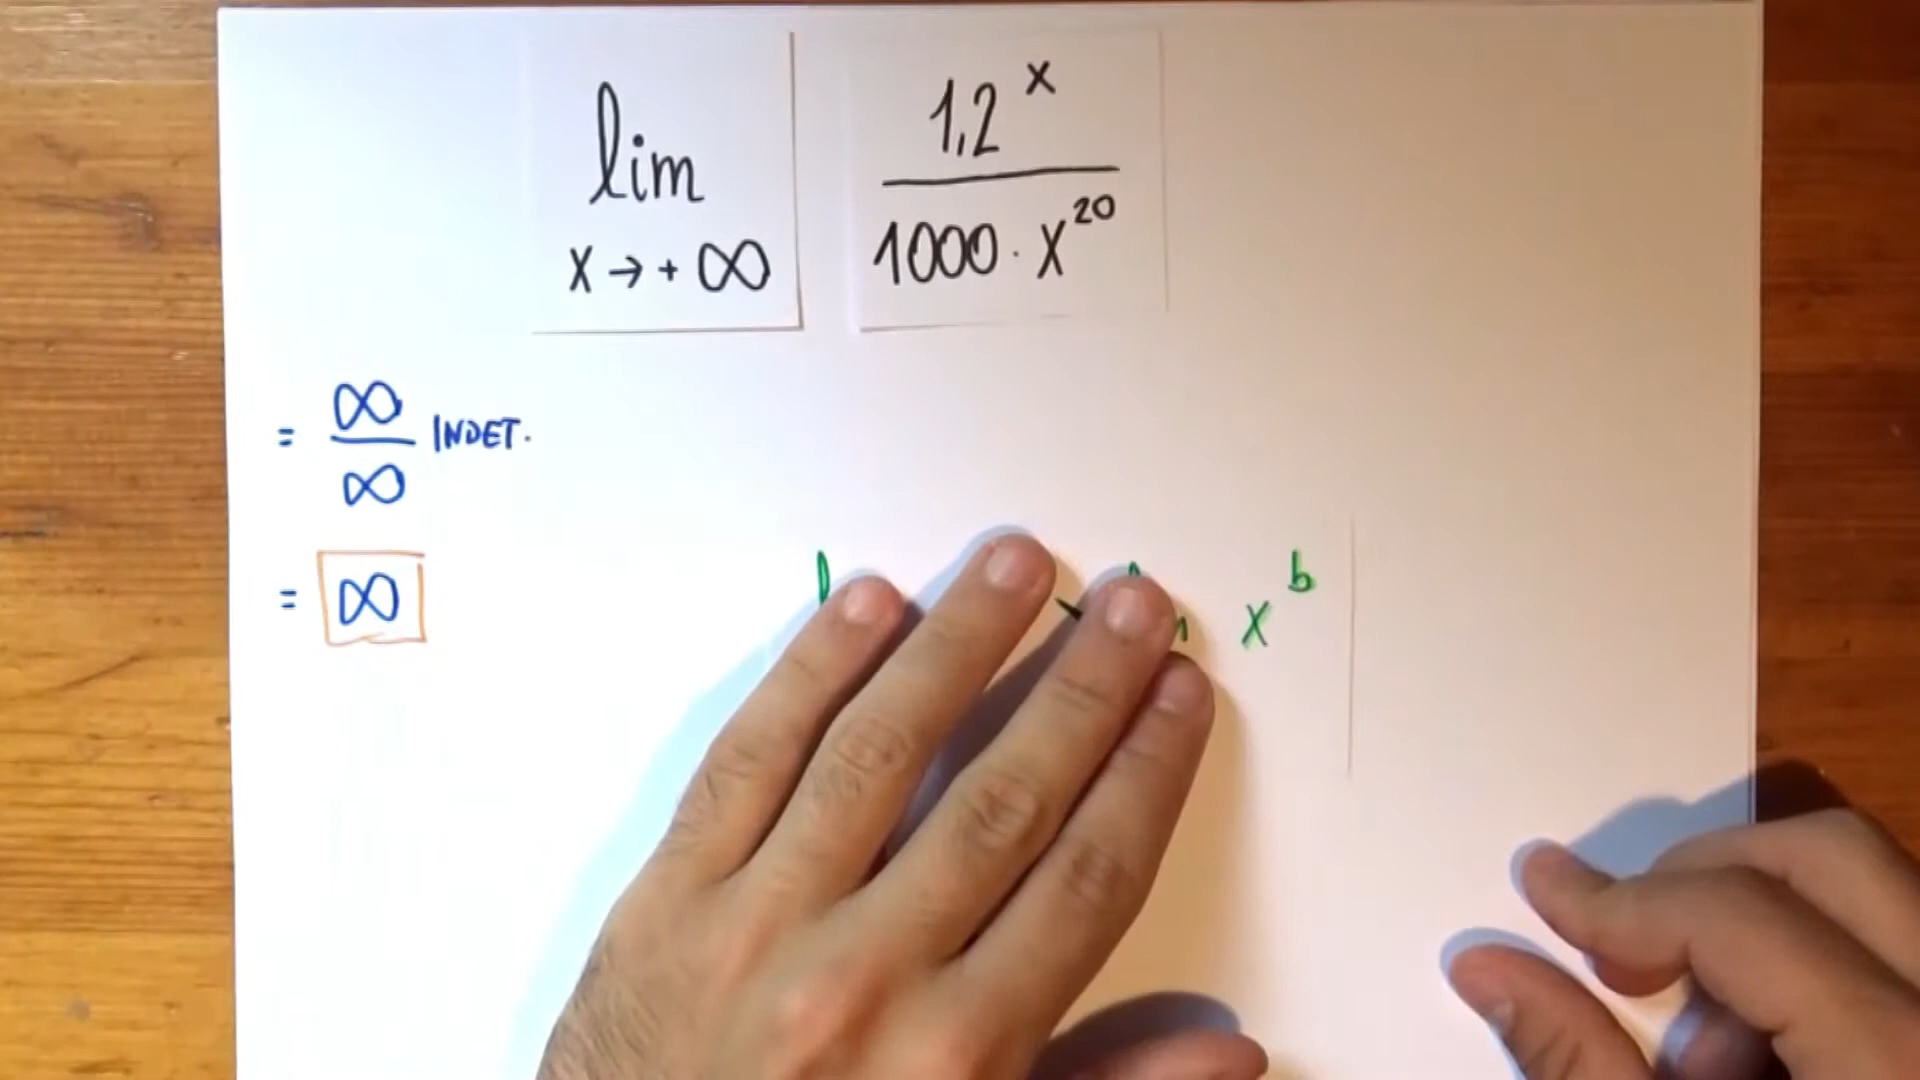 lim 1,2^x
x → + ∞ 1000 · x^20
= ∞/∞ INDET.
= ∞
x^b